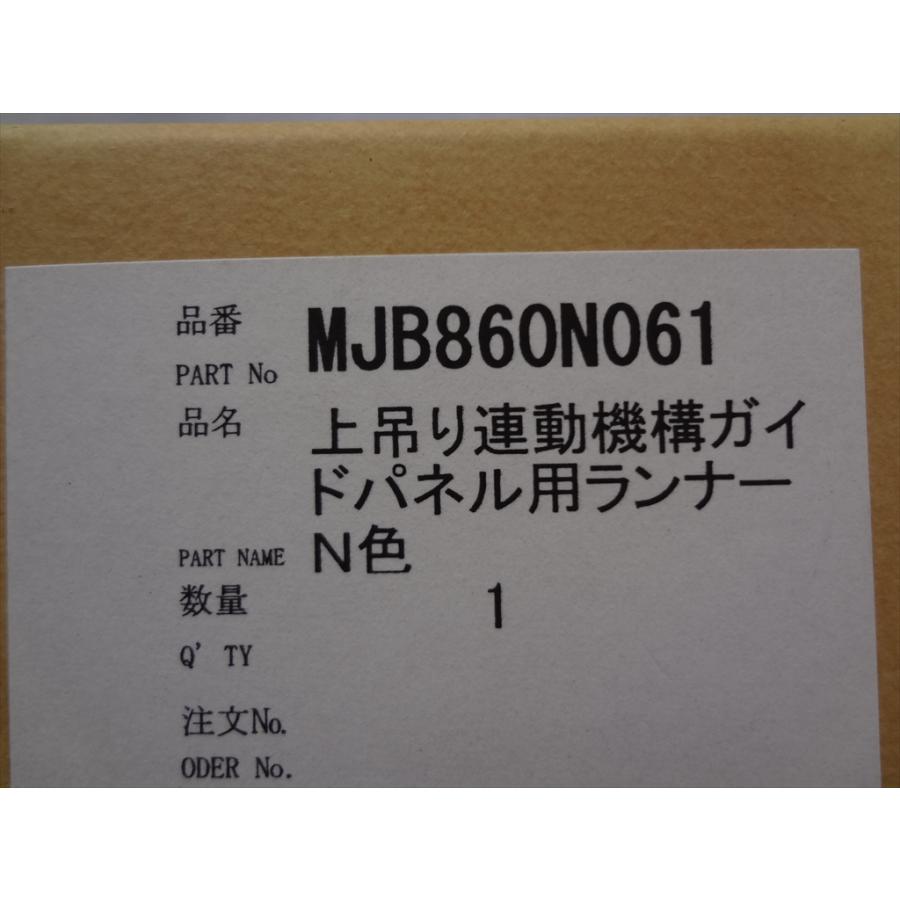 品番 MJB860N061
PART No
品名 上吊り連動機構ガイ
ドパネル用ランナー
PART NAME N色
数量 1
Q' TY
注文No.
ODER No.